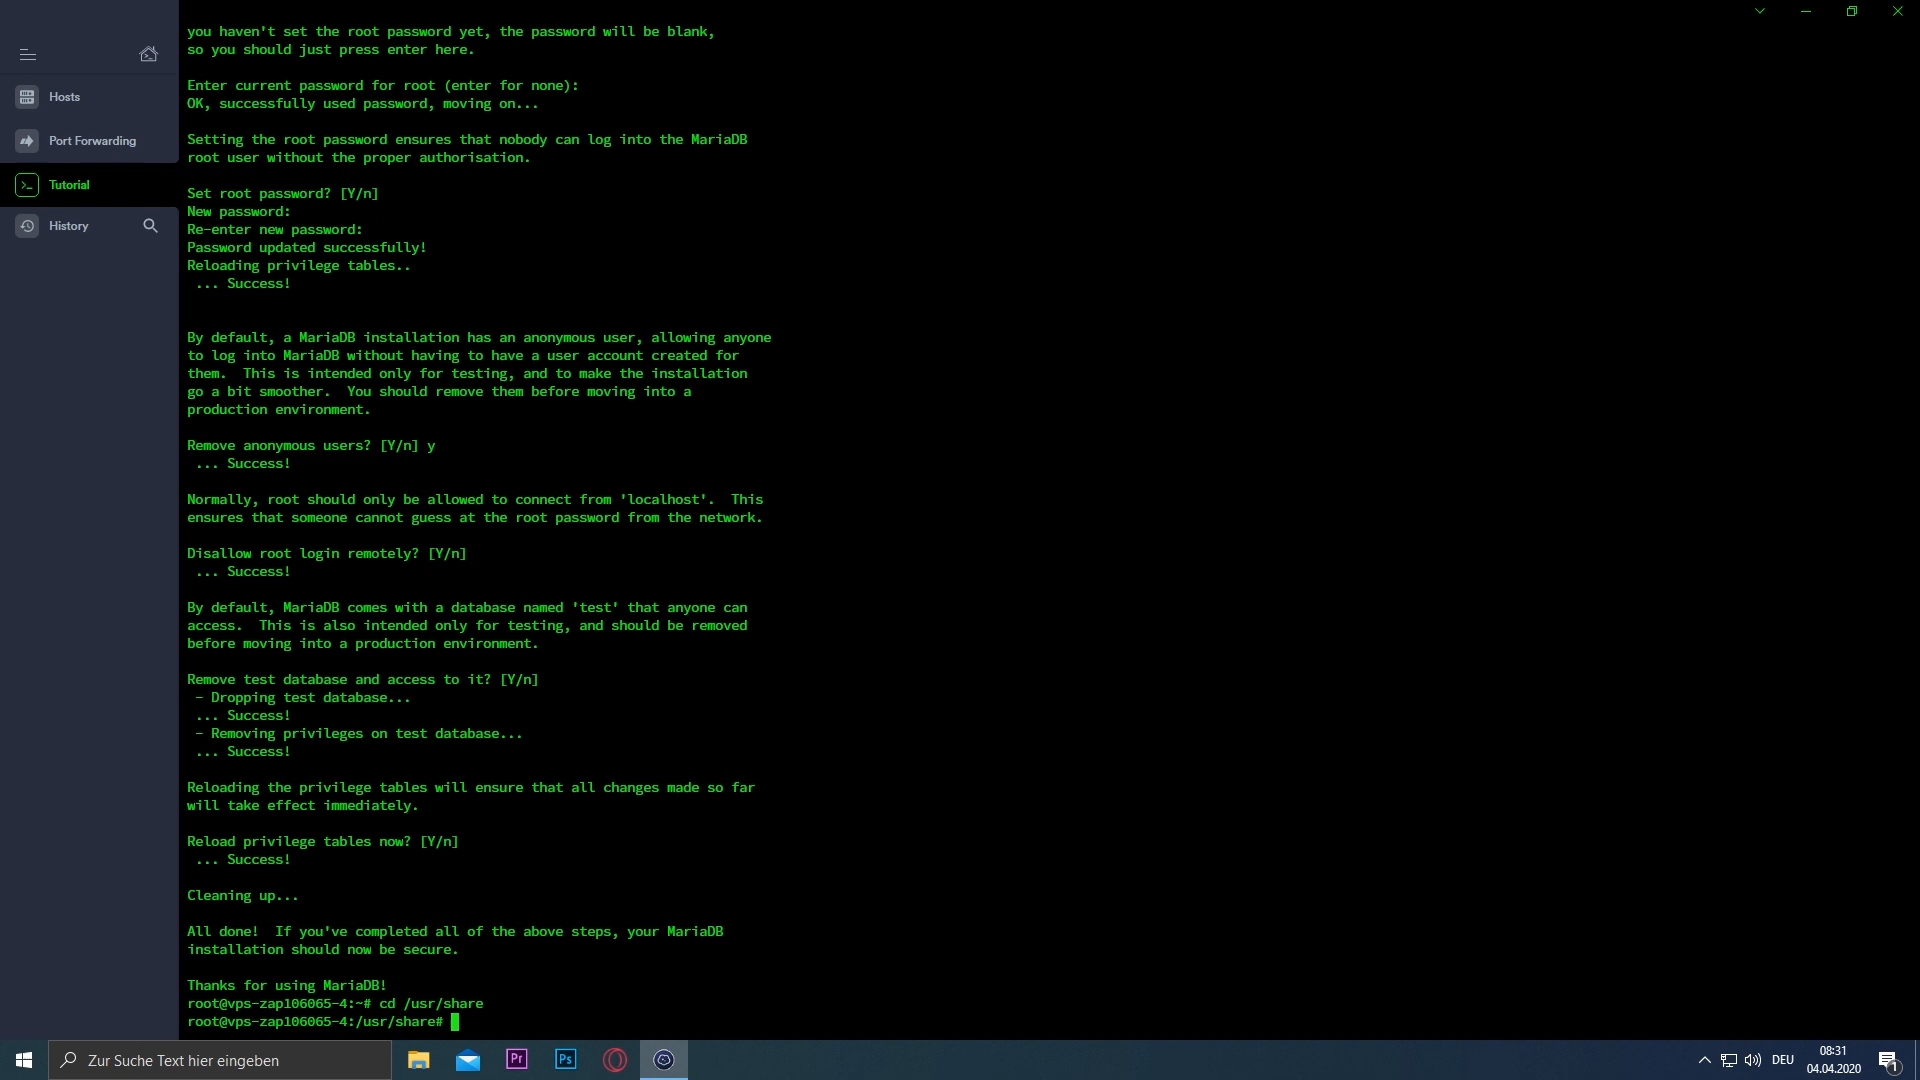 Hosts
Port Forwarding
Tutorial
History
you haven't set the root password yet, the password will be blank,
so you should just press enter here.
Enter current password for root (enter for none):
OK, successfully used password, moving on...
Setting the root password ensures that nobody can log into the MariaDB
root user without the proper authorisation.
Set root password? [Y/n]
New password:
Re-enter new password:
Password updated successfully!
Reloading privilege tables..
... Success!
By default, a MariaDB installation has an anonymous user, allowing anyone
to log into MariaDB without having to have a user account created for
them.  This is intended only for testing, and to make the installation
go a bit smoother.  You should remove them before moving into a
production environment.
Remove anonymous users? [Y/n] y
... Success!
Normally, root should only be allowed to connect from 'localhost'.  This
ensures that someone cannot guess at the root password from the network.
Disallow root login remotely? [Y/n]
... Success!
By default, MariaDB comes with a database named 'test' that anyone can
access.  This is also intended only for testing, and should be removed
before moving into a production environment.
Remove test database and access to it? [Y/n]
- Dropping test database...
... Success!
- Removing privileges on test database...
... Success!
Reloading the privilege tables will ensure that all changes made so far
will take effect immediately.
Reload privilege tables now? [Y/n]
... Success!
Cleaning up...
All done!  If you've completed all of the above steps, your MariaDB
installation should now be secure.
Thanks for using MariaDB!
root@vps-zap106065-4:~# cd /usr/share
root@vps-zap106065-4:/usr/share#
Zur Suche Text hier eingeben
Pr
Ps
DEU
08:31
04.04.2020
1